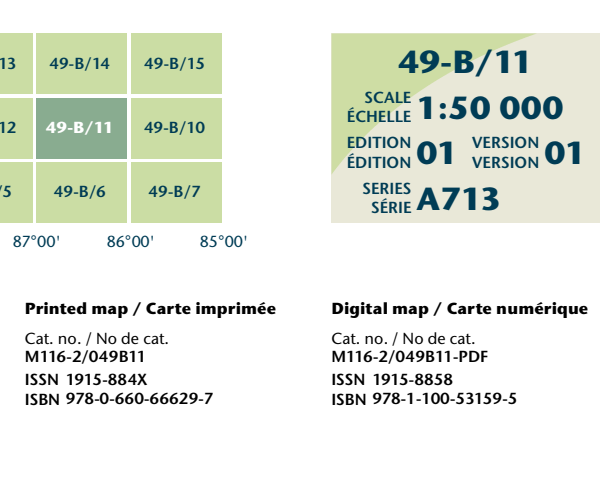 13 49-B/14 49-B/15
12 49-B/11 49-B/10
/5 49-B/6 49-B/7
87°00' 86°00' 85°00'
49-B/11
SCALE
ÉCHELLE 1:50 000
EDITION
ÉDITION 01
VERSION
VERSION 01
SERIES
SÉRIE A713
Printed map / Carte imprimée
Cat. no. / No de cat.
M116-2/049B11
ISSN 1915-884X
ISBN 978-0-660-66629-7
Digital map / Carte numérique
Cat. no. / No de cat.
M116-2/049B11-PDF
ISSN 1915-8858
ISBN 978-1-100-53159-5